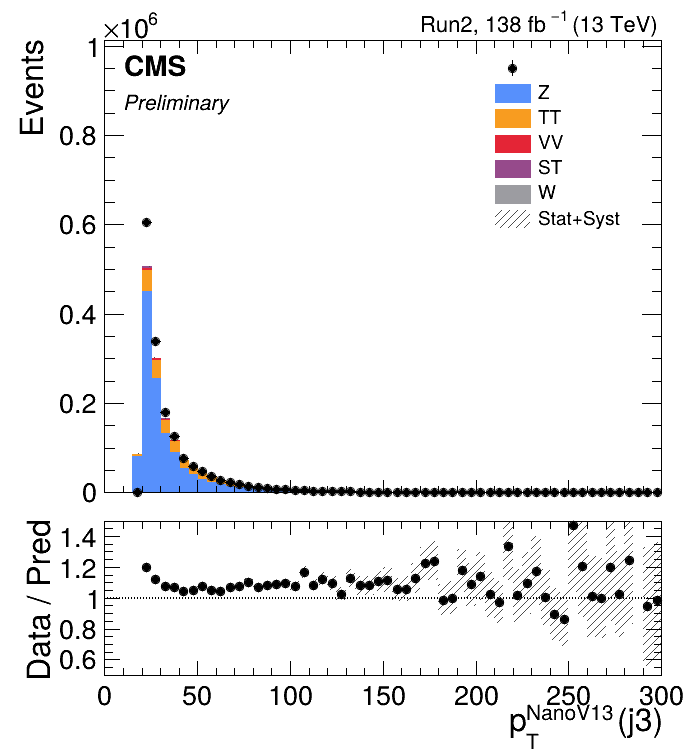 ×10^6
Run2, 138 fb^-1 (13 TeV)
CMS
Preliminary
Events
Z
TT
VV
ST
W
Stat+Syst
1
0.8
0.6
0.4
0.2
0
Data / Pred
1.4
1.2
1
0.8
0.6
0 50 100 150 200 250 300
p_T^NanoV13 (j3)